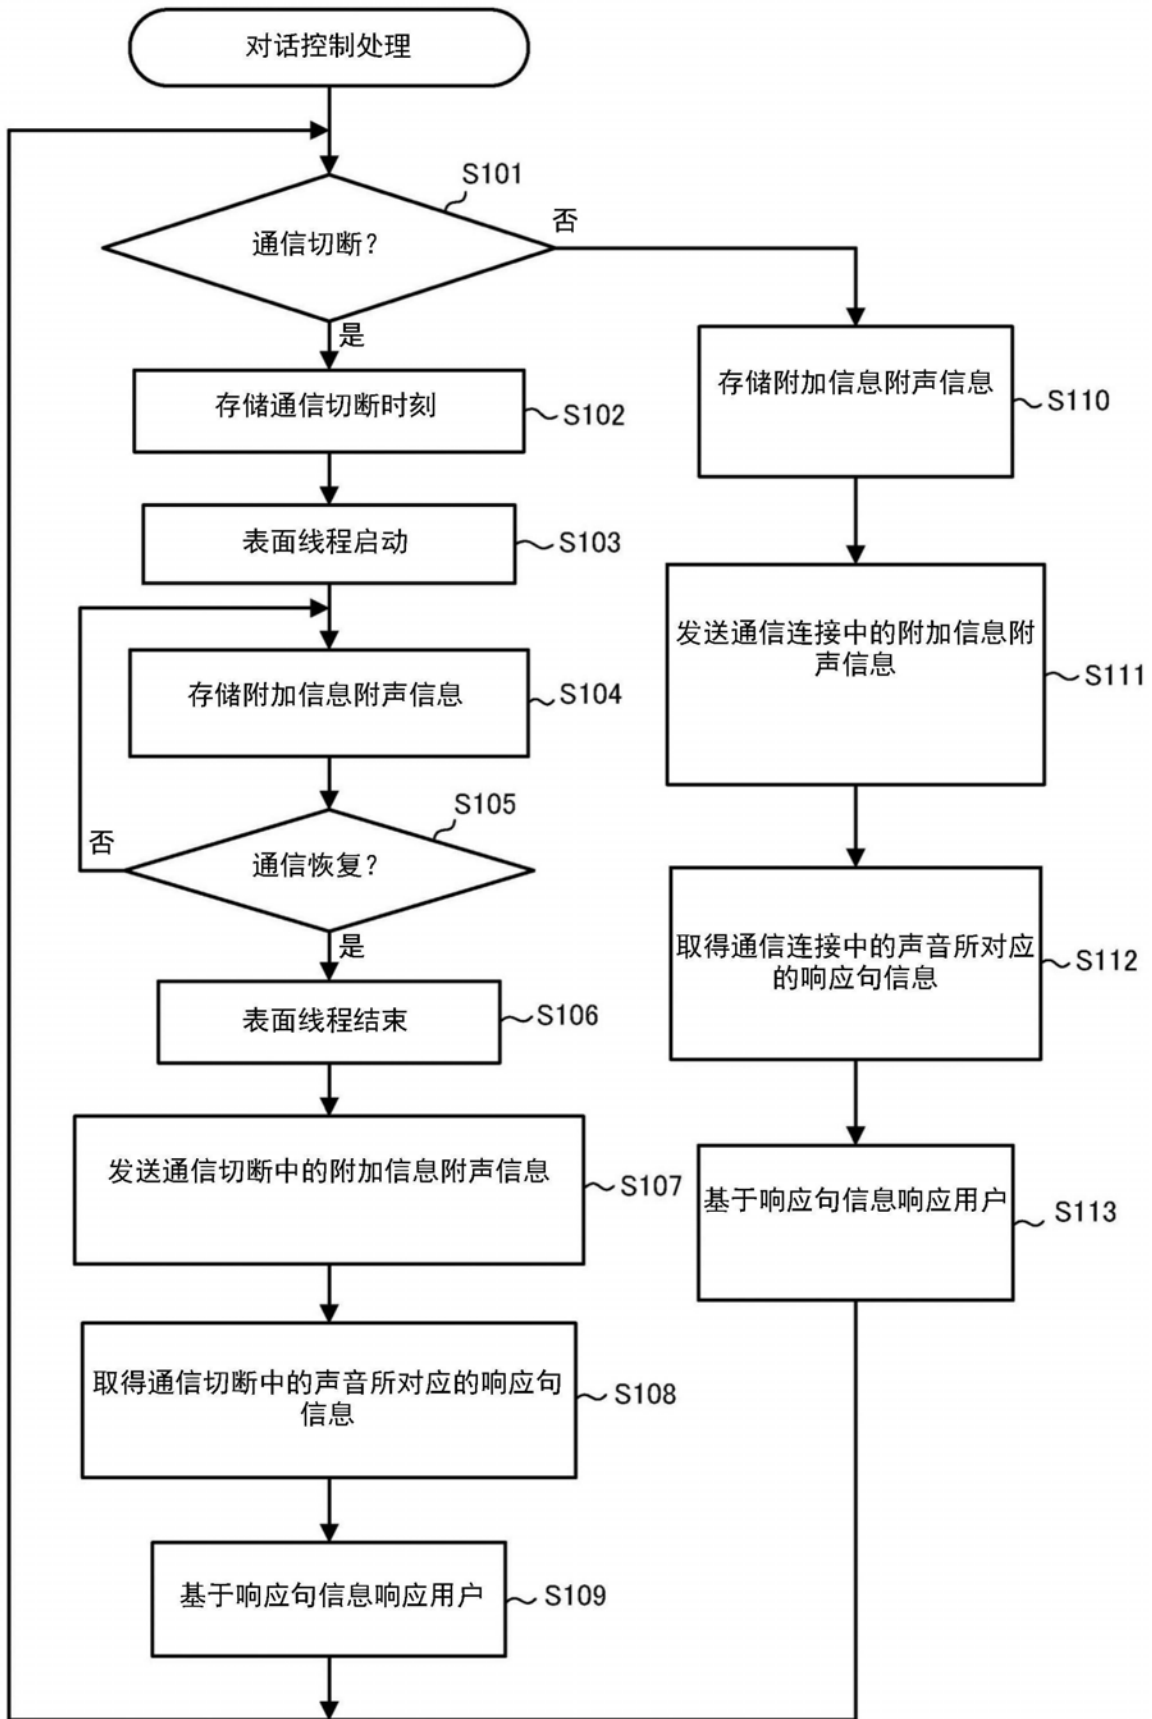 对话控制处理
S101
通信切断?
否
是
存储通信切断时刻
S102
表面线程启动
S103
存储附加信息附声信息
S104
S105
通信恢复?
否
是
表面线程结束
S106
发送通信切断中的附加信息附声信息
S107
取得通信切断中的声音所对应的响应句
信息
S108
基于响应句信息响应用户
S109
存储附加信息附声信息
S110
发送通信连接中的附加信息附
声信息
S111
取得通信连接中的声音所对应
的响应句信息
S112
基于响应句信息响应用户
S113